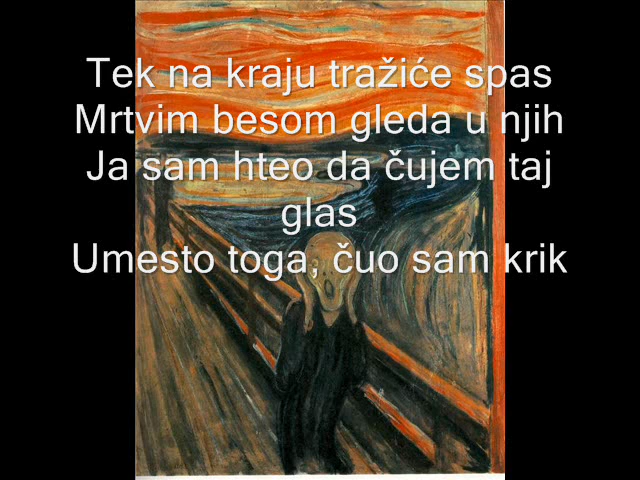 Tek na kraju tražiće spas
Mrtvim besom gleda u njih
Ja sam hteo da čujem taj
glas
Umesto toga, čuo sam krik